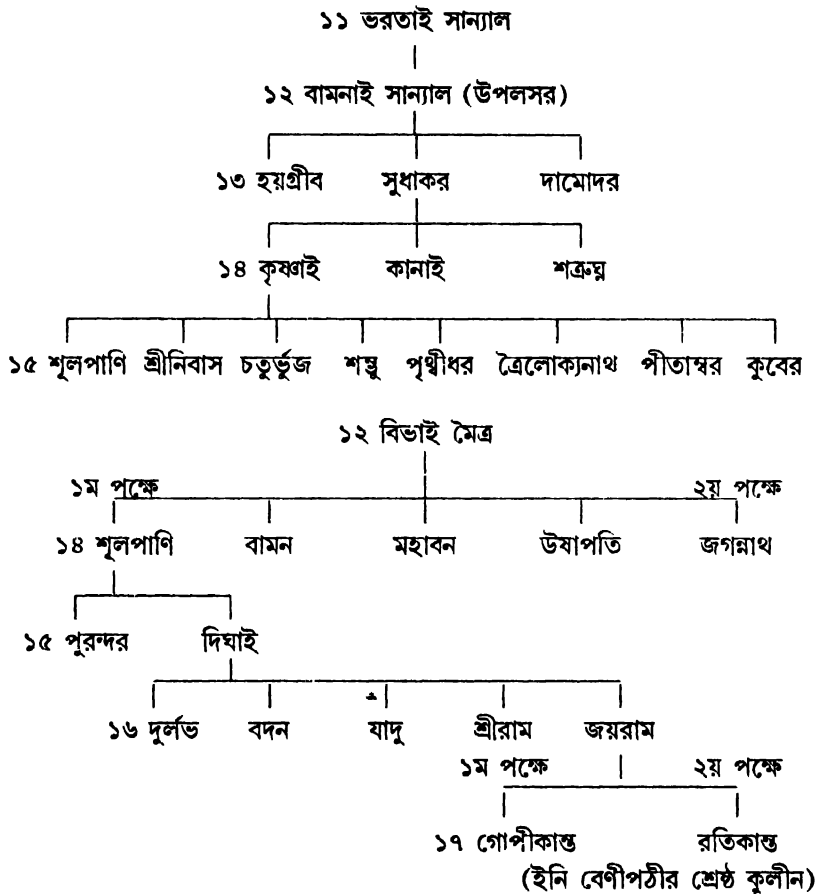 ১১ ভরতাই সান্যাল
১২ বামনাই সান্যাল (উপলসর)
১৩ হয়গ্রীব সুধাকর দামোদর
১৪ কৃষ্ণাই কানাই শত্রুঘ্ন
১৫ শূলপাণি শ্রীনিবাস চতুর্ভুজ শম্ভু পৃথ্বীধর ত্রৈলোক্যনাথ পীতাম্বর কুবের
১২ বিভাই মৈত্র
১ম পক্ষে ২য় পক্ষে
১৪ শূলপাণি বামন মহাবন উষাপতি জগন্নাথ
১৫ পুরন্দর দিঘাই
১৬ দুর্লভ বদন যাদু শ্রীরাম জয়রাম
১ম পক্ষে ২য় পক্ষে
১৭ গোপীকান্ত রতিকান্ত
(ইনি বেণীপঠীর শ্রেষ্ঠ কুলীন)